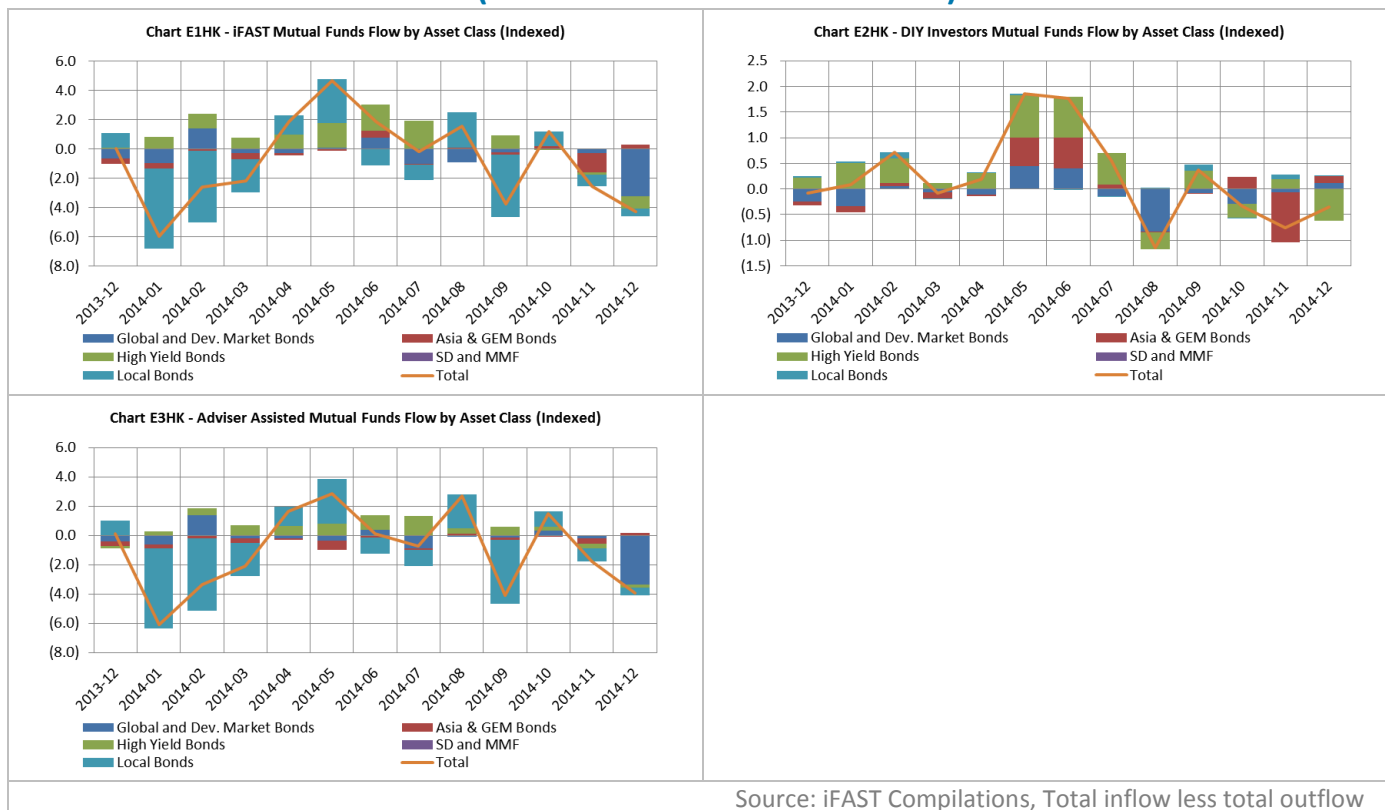 Chart E1HK - iFAST Mutual Funds Flow by Asset Class (Indexed)
6.0
4.0
2.0
0.0
(2.0)
(4.0)
(6.0)
(8.0)
2013-12
2014-01
2014-02
2014-03
2014-04
2014-05
2014-06
2014-07
2014-08
2014-09
2014-10
2014-11
2014-12
Global and Dev. Market Bonds
Asia & GEM Bonds
High Yield Bonds
SD and MMF
Local Bonds
Total
Chart E2HK - DIY Investors Mutual Funds Flow by Asset Class (Indexed)
2.5
2.0
1.5
1.0
0.5
0.0
(0.5)
(1.0)
(1.5)
2013-12
2014-01
2014-02
2014-03
2014-04
2014-05
2014-06
2014-07
2014-08
2014-09
2014-10
2014-11
2014-12
Global and Dev. Market Bonds
Asia & GEM Bonds
High Yield Bonds
SD and MMF
Local Bonds
Total
Chart E3HK - Adviser Assisted Mutual Funds Flow by Asset Class (Indexed)
6.0
4.0
2.0
0.0
(2.0)
(4.0)
(6.0)
(8.0)
2013-12
2014-01
2014-02
2014-03
2014-04
2014-05
2014-06
2014-07
2014-08
2014-09
2014-10
2014-11
2014-12
Global and Dev. Market Bonds
Asia & GEM Bonds
High Yield Bonds
SD and MMF
Local Bonds
Total
Source: iFAST Compilations, Total inflow less total outflow